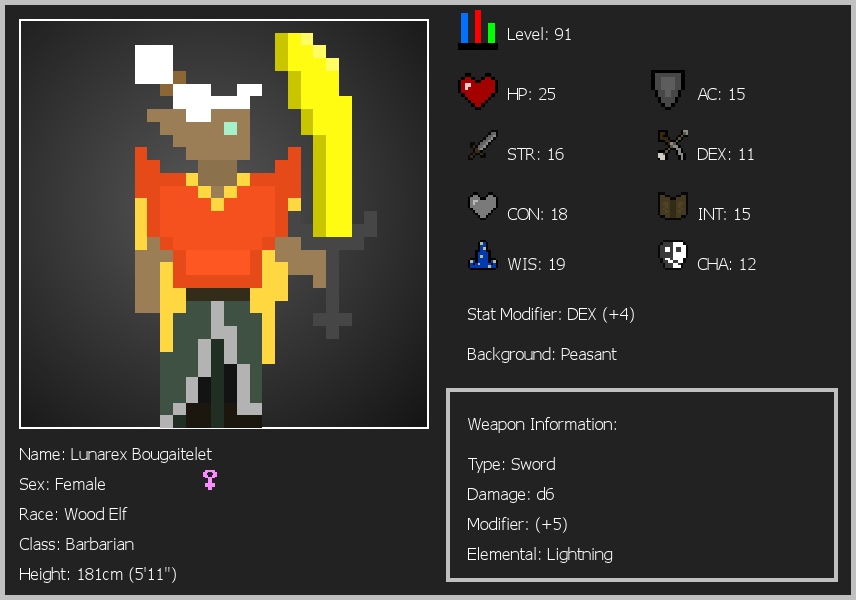 Level: 91
HP: 25
AC: 15
STR: 16
DEX: 11
CON: 18
INT: 15
WIS: 19
CHA: 12
Stat Modifier: DEX (+4)
Background: Peasant
Weapon Information:
Type: Sword
Damage: d6
Modifier: (+5)
Elemental: Lightning
Name: Lunarex Bougaitelet
Sex: Female
Race: Wood Elf
Class: Barbarian
Height: 181cm (5'11")